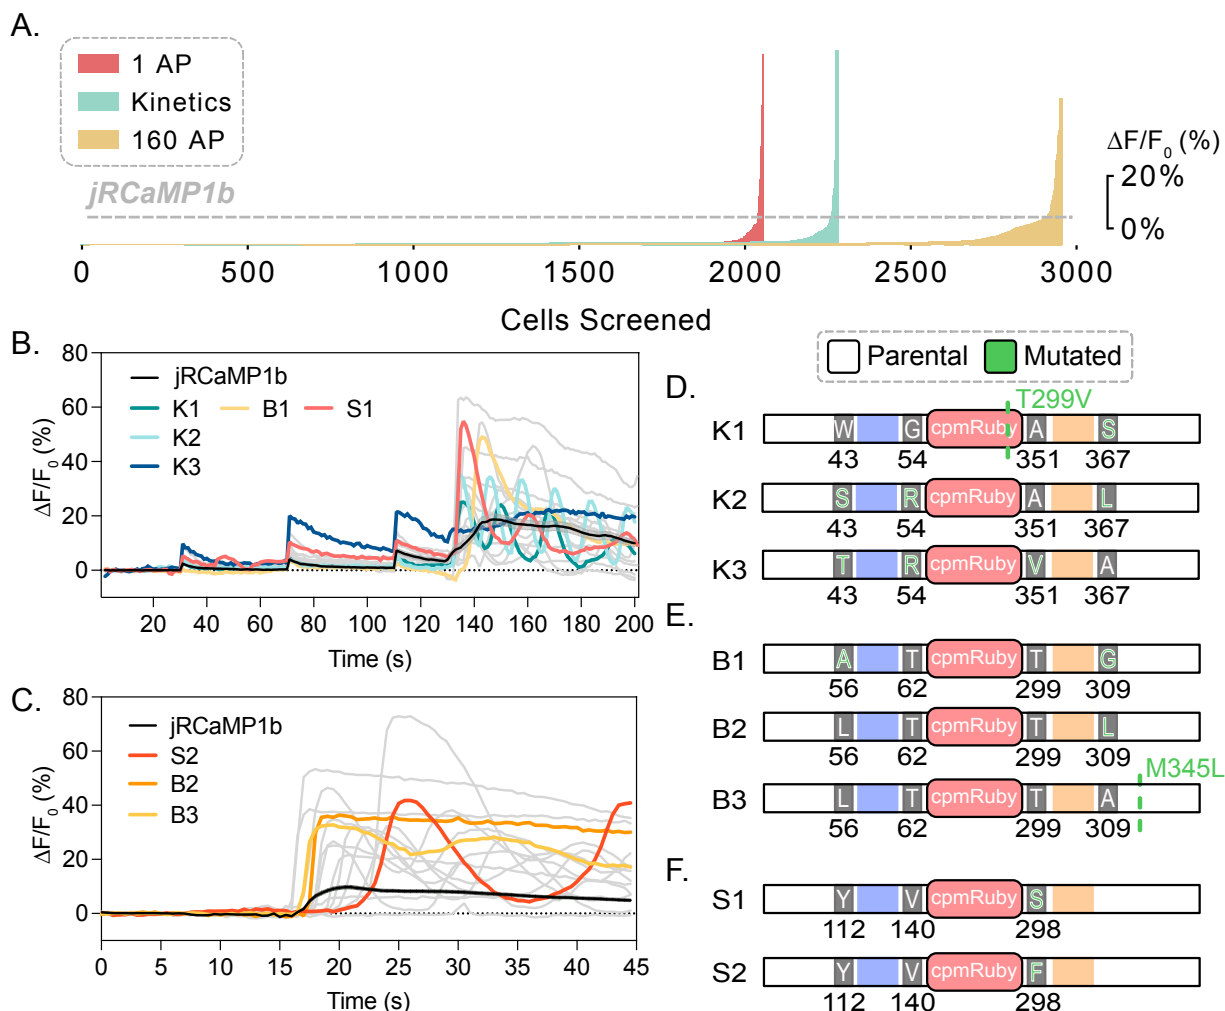 A.
1 AP
Kinetics
160 AP
jRCaMP1b
ΔF/F0 (%)
20%
0%
0 500 1000 1500 2000 2500 3000
Cells Screened
B.
80
60
40
20
0
ΔF/F0 (%)
jRCaMP1b
K1 B1 S1
K2
K3
20 40 60 80 100 120 140 160 180 200
Time (s)
C.
80
60
40
20
0
ΔF/F0 (%)
jRCaMP1b
S2
B2
B3
0 5 10 15 20 25 30 35 40 45
Time (s)
Parental Mutated
D.
T299V
K1 W G cpmRuby A S
43 54 351 367
K2 S R cpmRuby A L
43 54 351 367
K3 T R cpmRuby V A
43 54 351 367
E.
B1 A T cpmRuby T G
56 62 299 309
B2 L T cpmRuby T L
56 62 299 309
M345L
B3 L T cpmRuby T A
56 62 299 309
F.
S1 Y V cpmRuby S
112 140 298
S2 Y V cpmRuby F
112 140 298